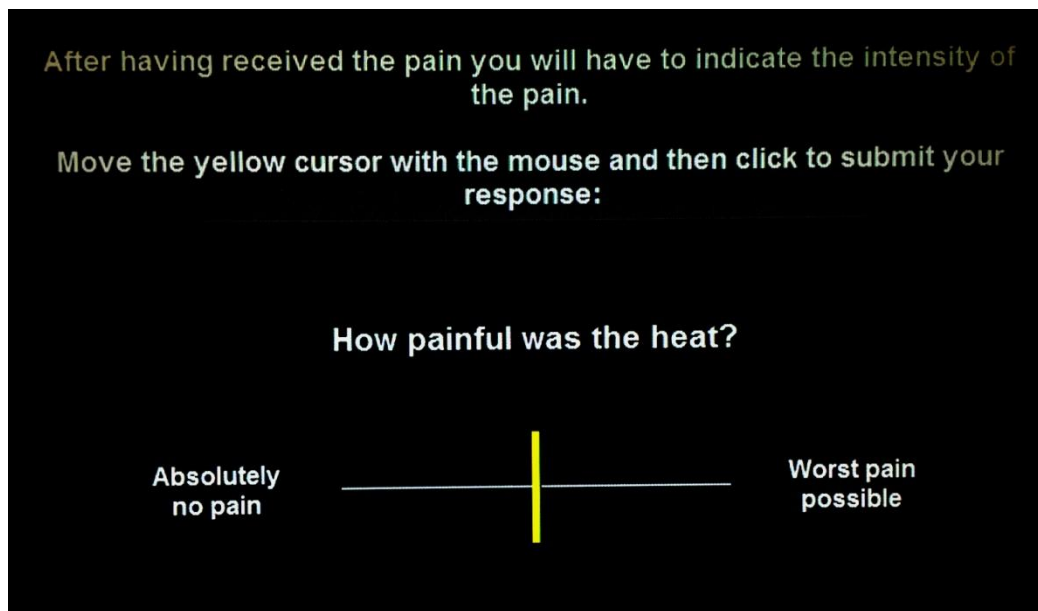 After having received the pain you will have to indicate the intensity of
the pain.
Move the yellow cursor with the mouse and then click to submit your
response:
How painful was the heat?
Absolutely
no pain
Worst pain
possible